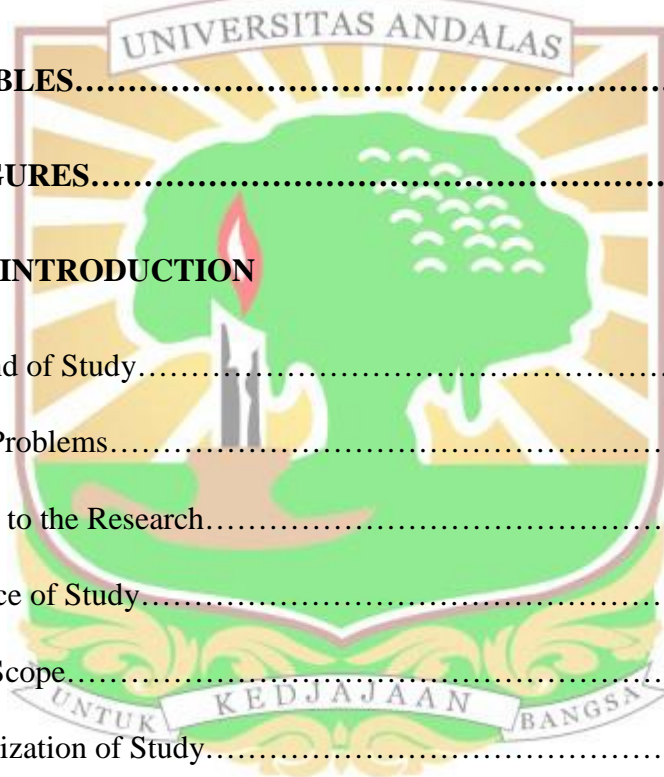 UNIVERSITAS ANDALAS
BLES……………………………………………………
GURES…………………………………………………
INTRODUCTION
d of Study………………………………………………
Problems…………………………………………………
to the Research…………………………………………
ce of Study………………………………………………
Scope……………………………………………………
UNTUK KEDJAJAAN BANGSA
ization of Study…………………………………………